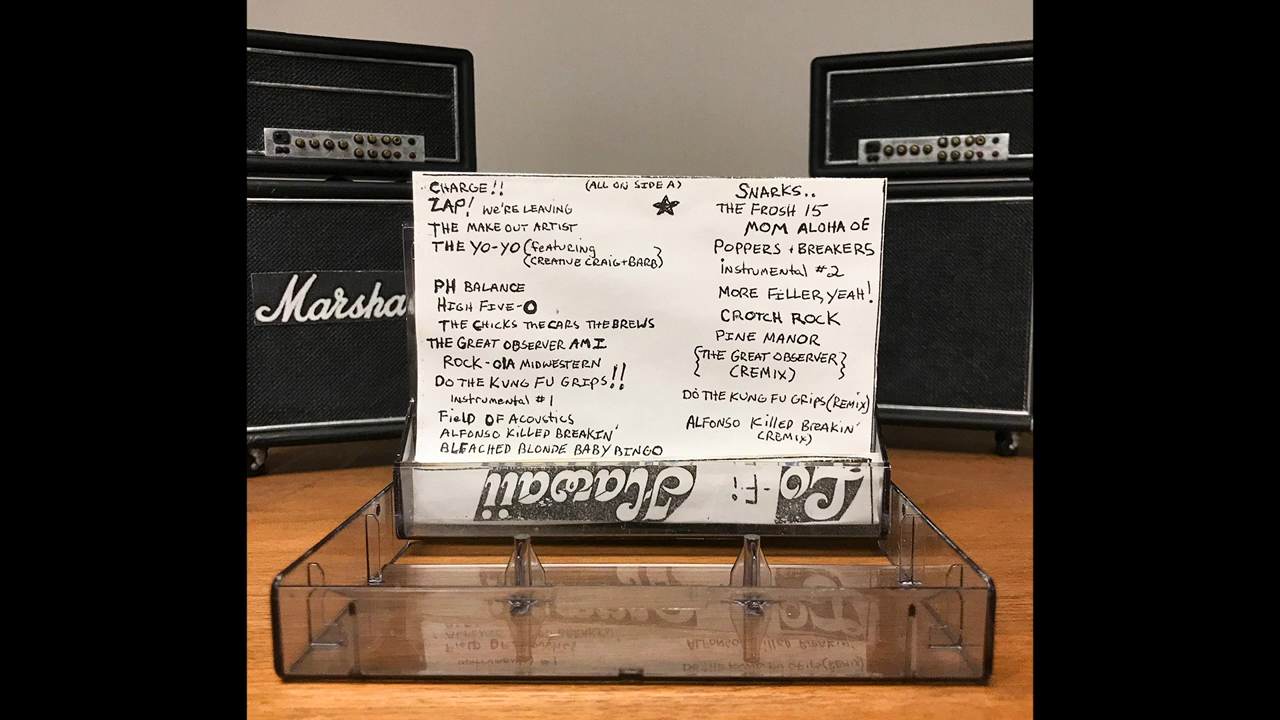 CHARGE!!
(ALL ON SIDE A)
ZAP! WE'RE LEAVING
THE MAKE OUT ARTIST
THE YO-YO (featuring
(CREATIVE CRAIG+BARB)
PH BALANCE
HIGH FIVE-O
THE CHICKS THE CARS THE BREWS
THE GREAT OBSERVER AM I
ROCK-OIA MIDWESTERN
DO THE KUNG FU GRIPS!!
INSTRUMENTAL #1
FIELD OF ACOUSTICS
ALFONSO KILLED BREAKIN'
BLEACHED BLONDE BABY BINGO
SNARKS..
THE FROSH 15
MOM ALOHA OE
POPPERS + BREAKERS
INSTRUMENTAL #2
MORE FILLER, YEAH!
CROTCH ROCK
PINE MANOR
{THE GREAT OBSERVER}
(REMIX)
DO THE KUNG FU GRIPS (REMIX)
ALFONSO KILLED BREAKIN'
(REMIX)
Lo-Fi Hawaii
Marsha